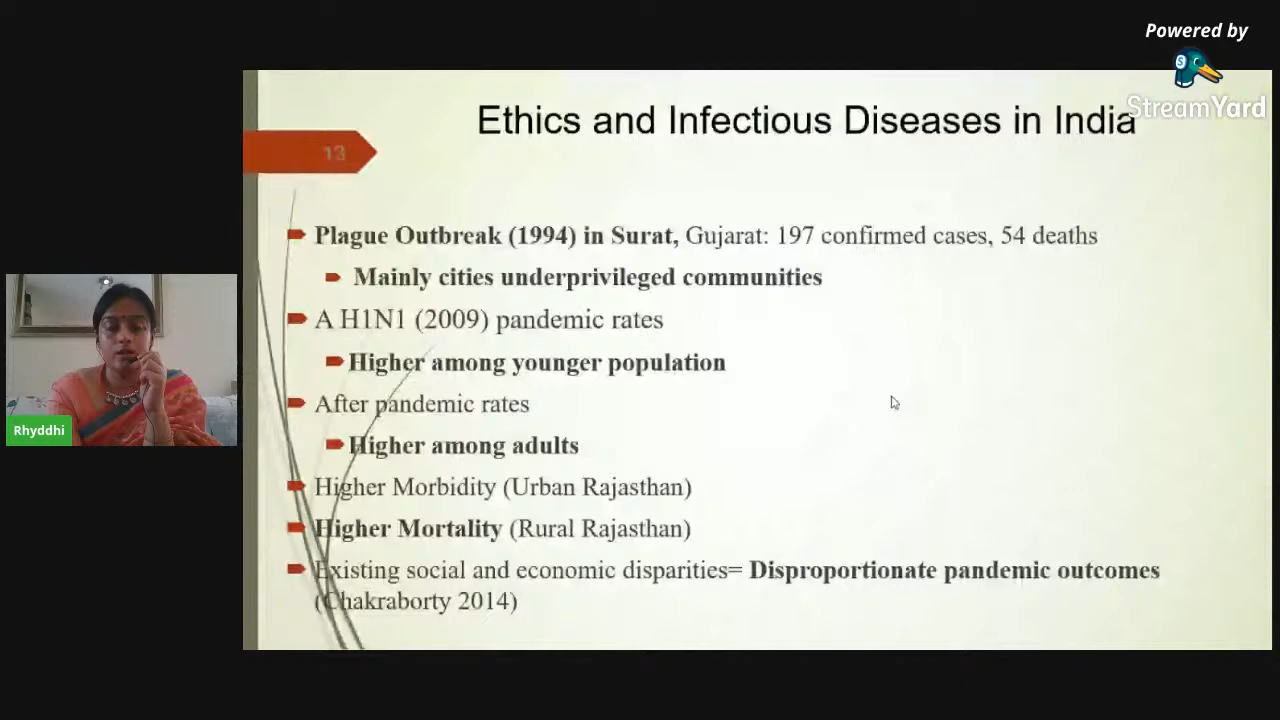 Powered by
StreamYard
Ethics and Infectious Diseases in India
13
Plague Outbreak (1994) in Surat, Gujarat: 197 confirmed cases, 54 deaths
Mainly cities underprivileged communities
A H1N1 (2009) pandemic rates
Higher among younger population
After pandemic rates
Higher among adults
Higher Morbidity (Urban Rajasthan)
Higher Mortality (Rural Rajasthan)
Existing social and economic disparities= Disproportionate pandemic outcomes
(Chakraborty 2014)
Rhyddhi